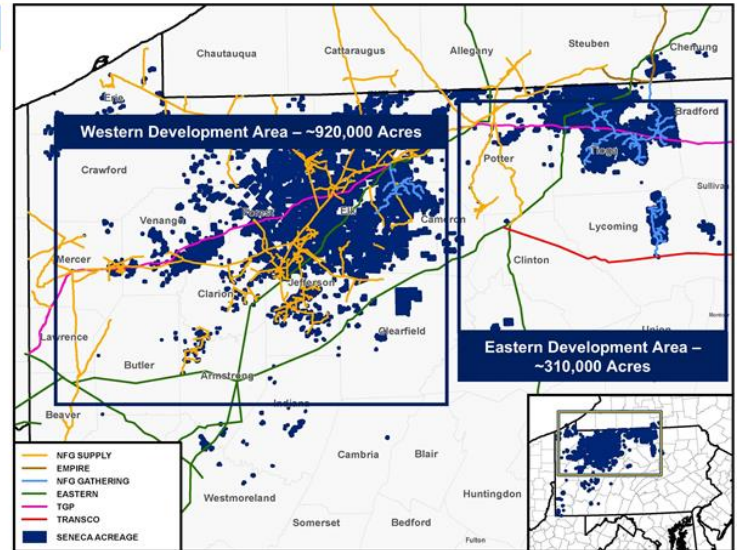 Chautauqua
Cattaraugus
Allegany
Steuben
Chemung
Erie
Western Development Area – ~920,000 Acres
Bradford
Crawford
Potter
Tioga
Sullivan
Venango
Forest
Elk
Cameron
Lycoming
Mercer
Clinton
Jefferson
Clarion
Clearfield
Lawrence
Union
Butler
Eastern Development Area –
~310,000 Acres
Armstrong
Beaver
Indiana
Cambria
Blair
Westmoreland
Huntingdon
Somerset
Bedford
Fulton
NFG SUPPLY
EMPIRE
NFG GATHERING
EASTERN
TGP
TRANSCO
SENECA ACREAGE